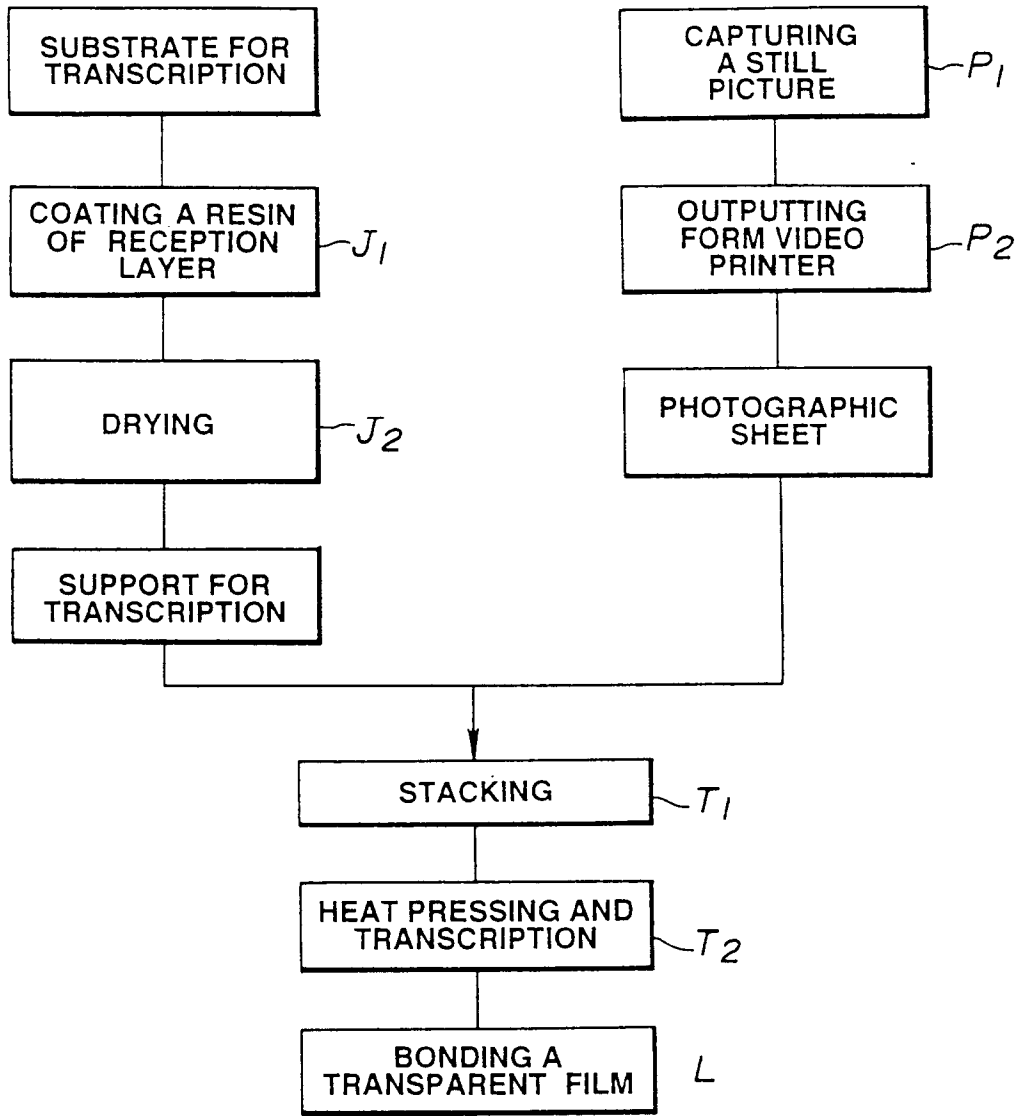 SUBSTRATE FOR
TRANSCRIPTION
COATING A RESIN
OF RECEPTION
LAYER
J1
DRYING
J2
SUPPORT FOR
TRANSCRIPTION
CAPTURING
A STILL
PICTURE
P1
OUTPUTTING
FORM VIDEO
PRINTER
P2
PHOTOGRAPHIC
SHEET
STACKING
T1
HEAT PRESSING AND
TRANSCRIPTION
T2
BONDING A
TRANSPARENT FILM
L